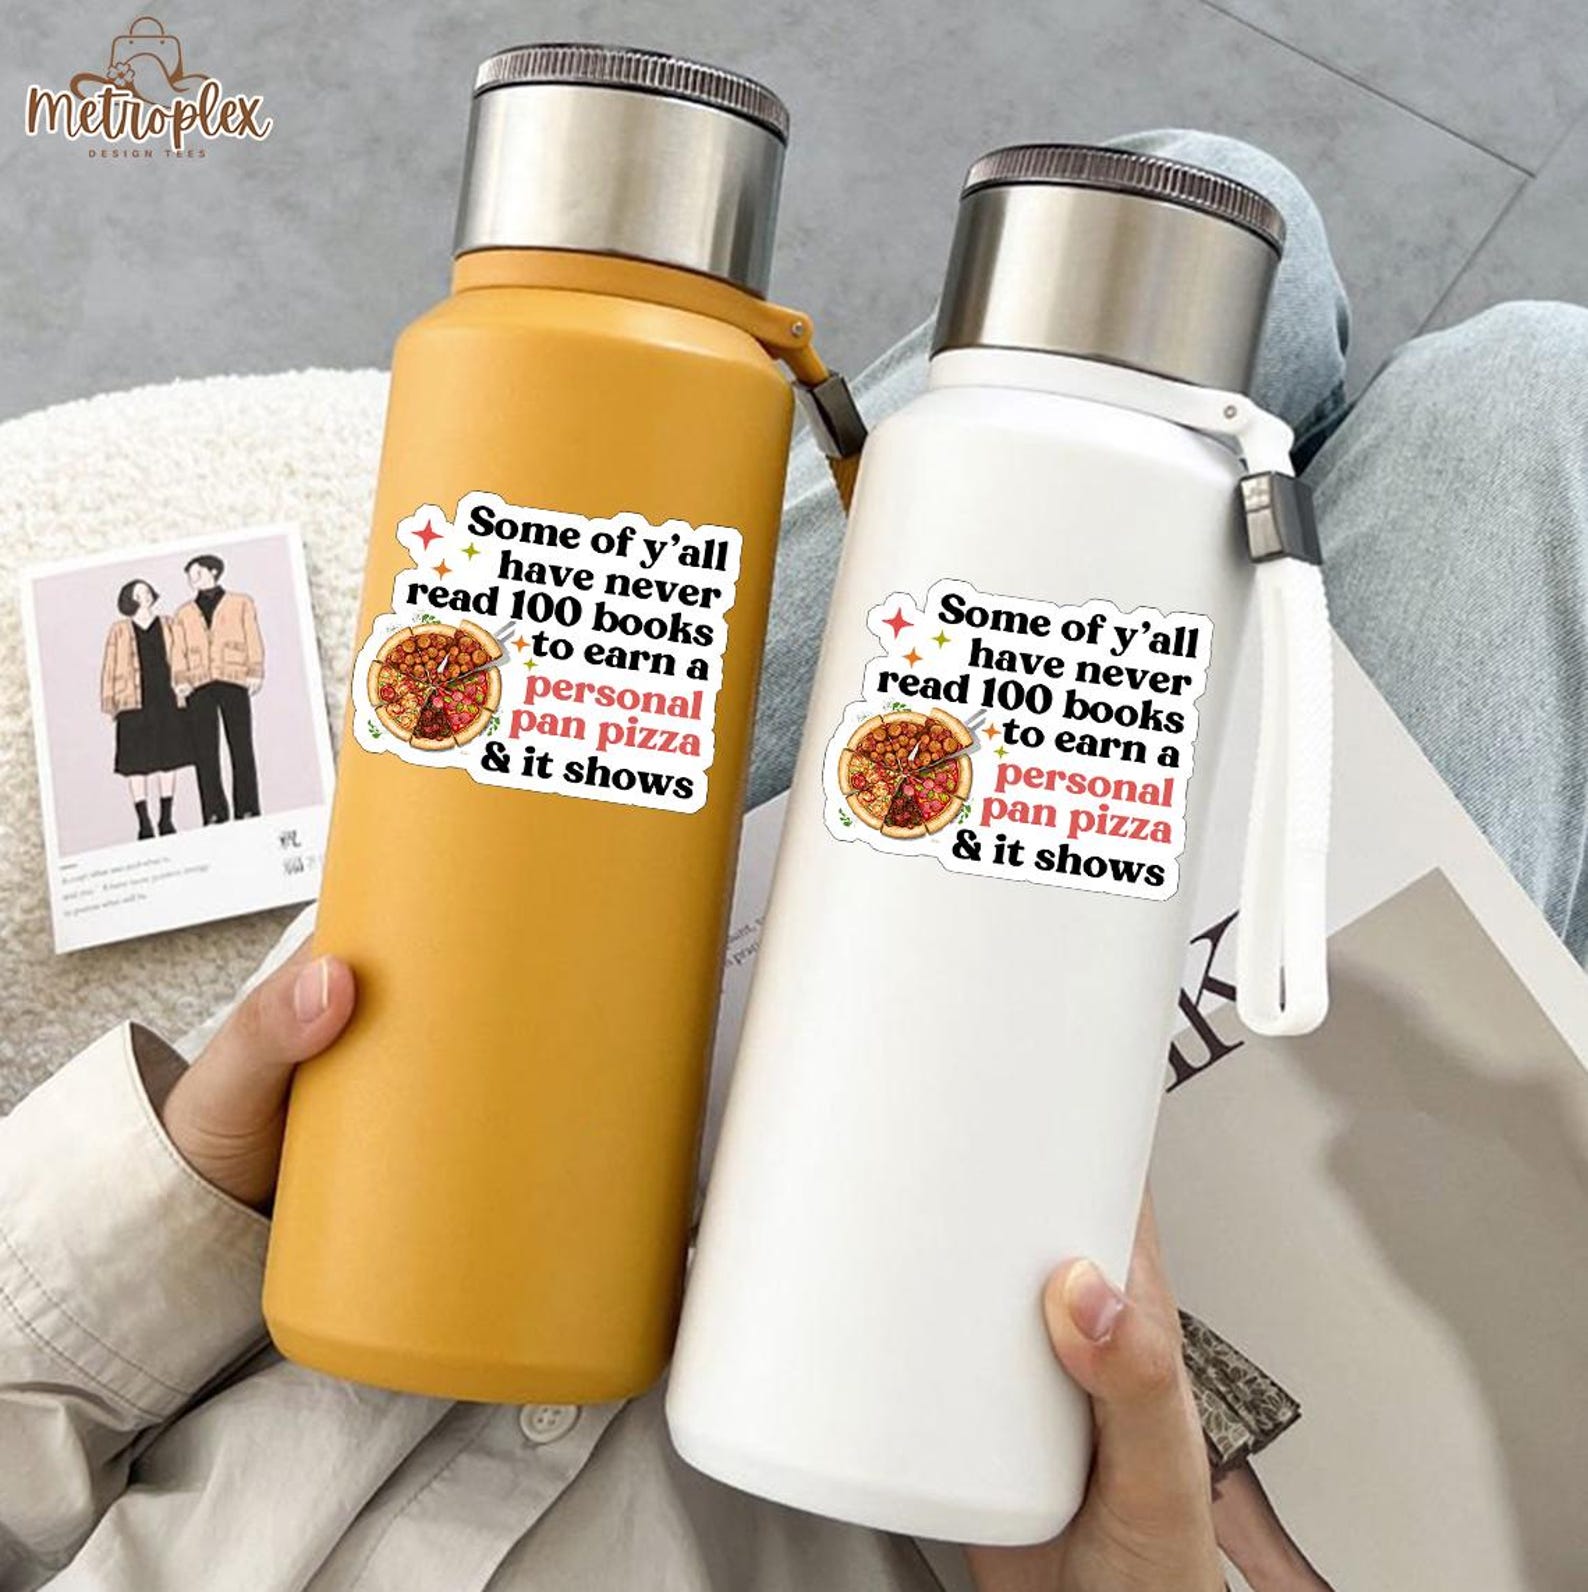 Metroplex
DESIGN TEES
Some of y'all
have never
read 100 books
to earn a
personal
pan pizza
& it shows
Some of y'all
have never
read 100 books
to earn a
personal
pan pizza
& it shows